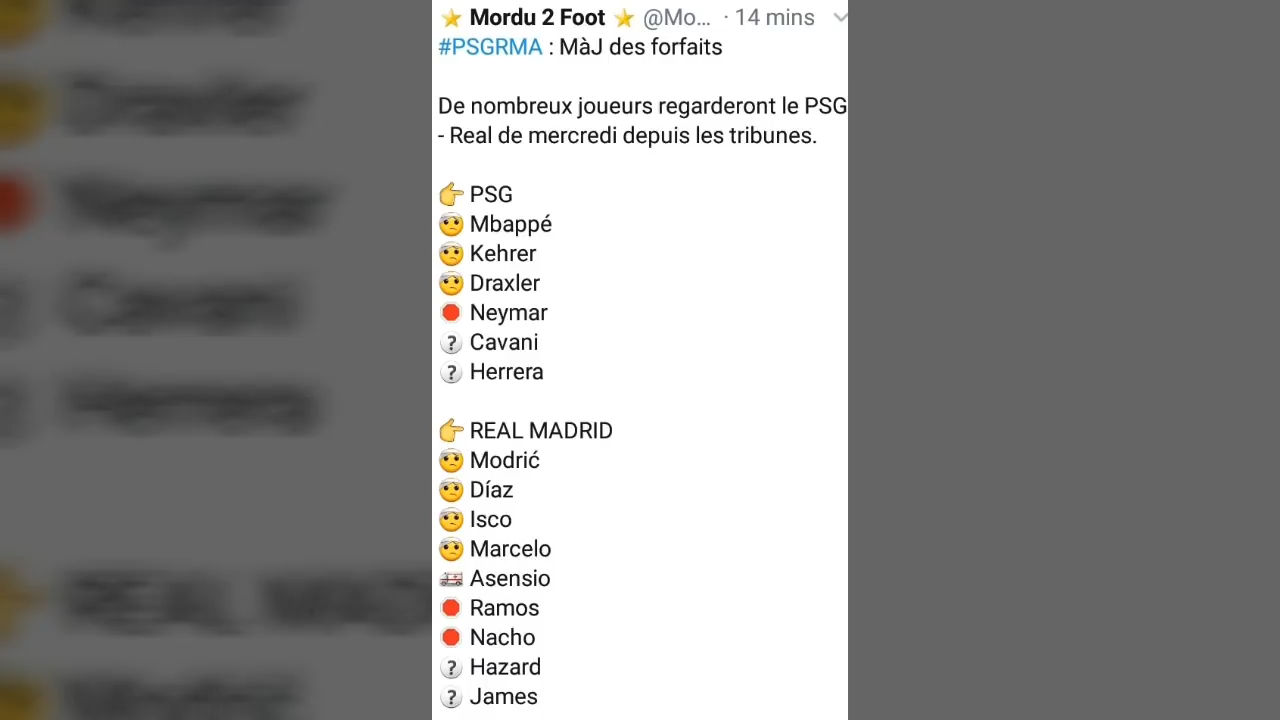 ⭐ Mordu 2 Foot ⭐ @Mo... · 14 mins
#PSGRMA : MàJ des forfaits
De nombreux joueurs regarderont le PSG
- Real de mercredi depuis les tribunes.
👉 PSG
🤕 Mbappé
🤕 Kehrer
🤕 Draxler
🛑 Neymar
❔ Cavani
❔ Herrera
👉 REAL MADRID
🤕 Modrić
🤕 Díaz
🤕 Isco
🤕 Marcelo
🚑 Asensio
🛑 Ramos
🛑 Nacho
❔ Hazard
❔ James